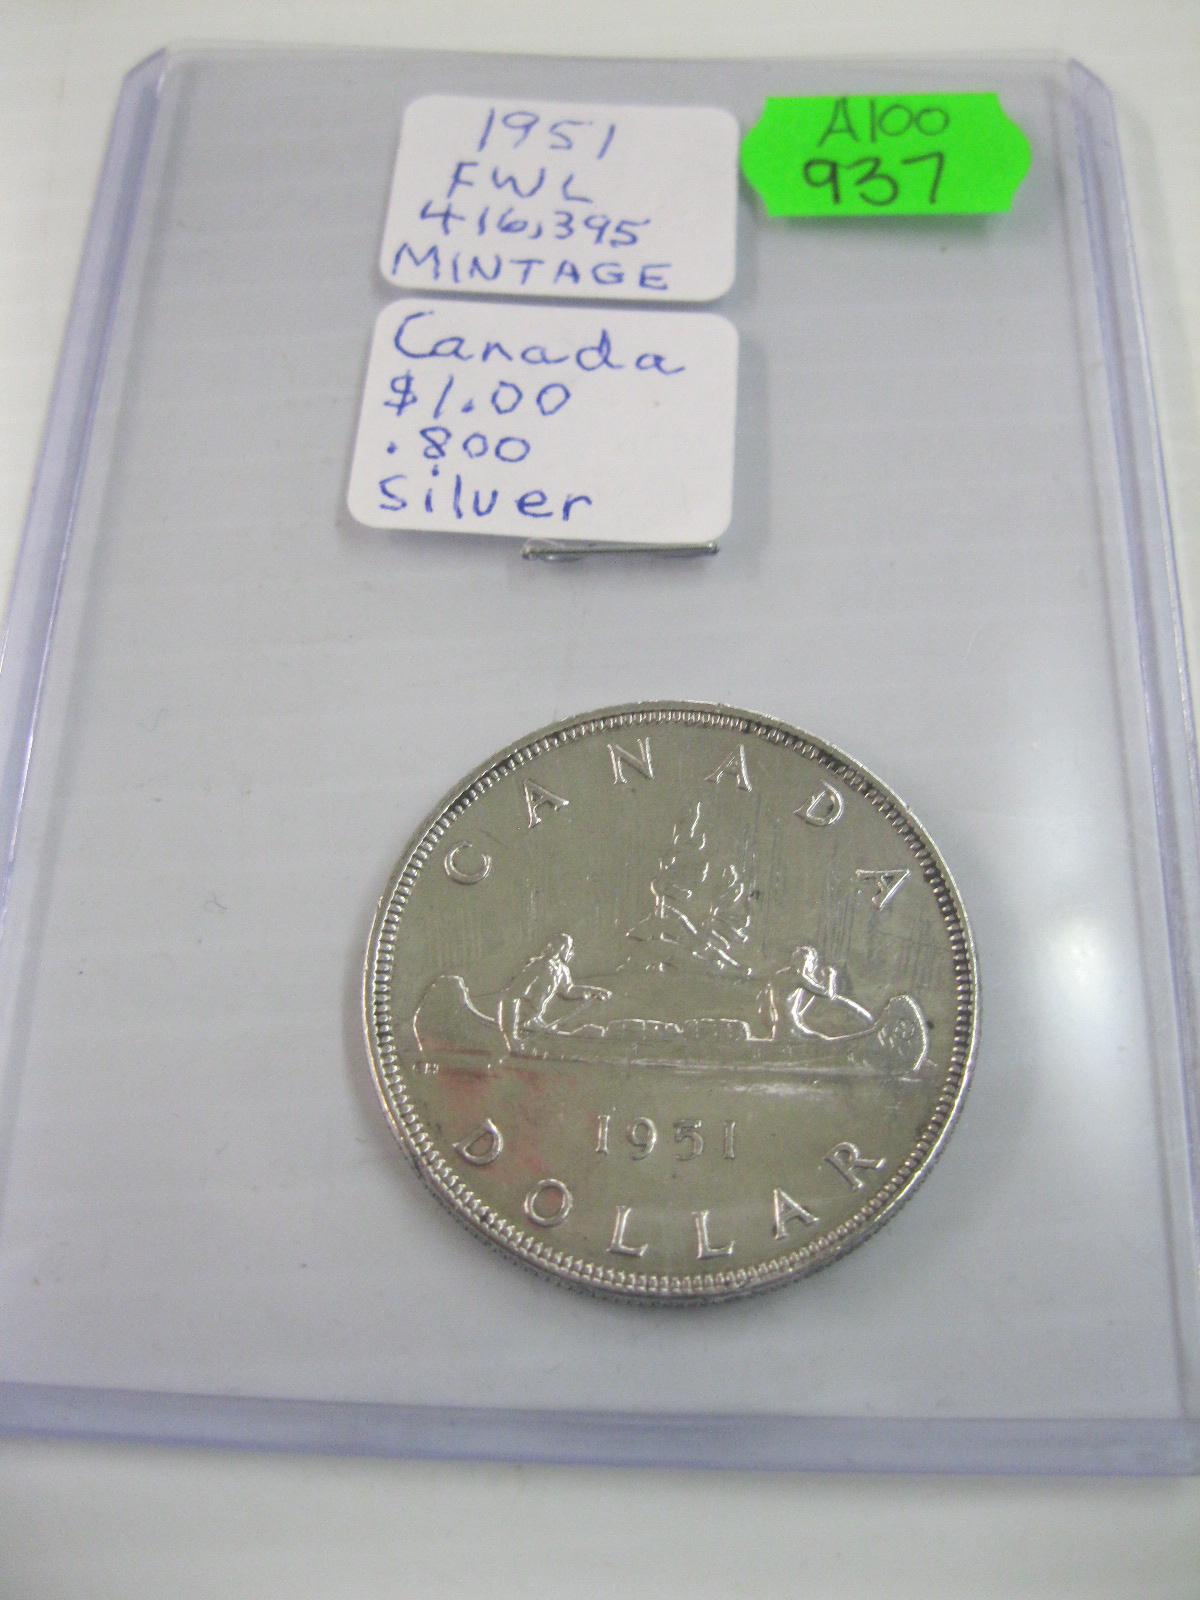 1951
FWL
416,395
MINTAGE
A100
937
Canada
$1.00
.800
silver
CANADA
1951
DOLLAR